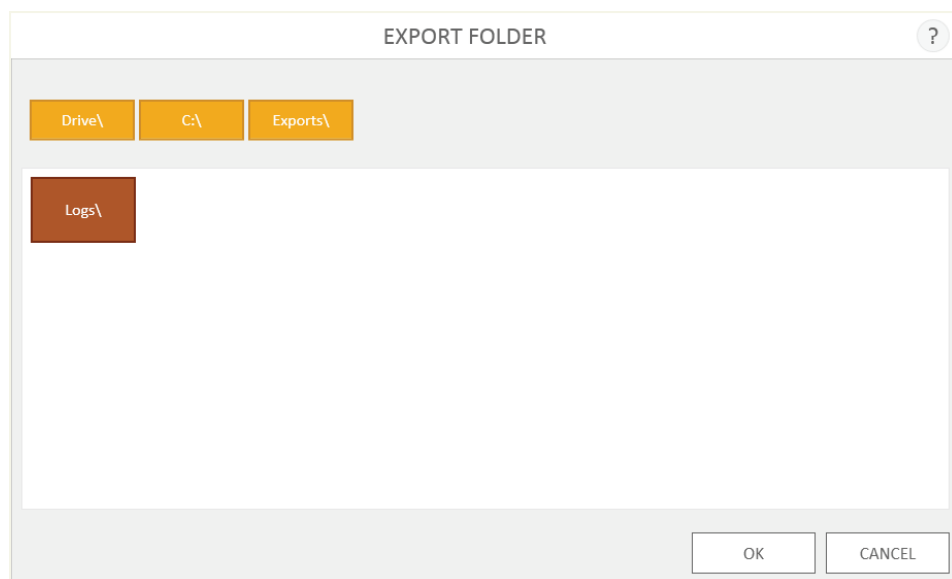 EXPORT FOLDER
?
Drive\ C:\ Exports\
Logs\
OK CANCEL